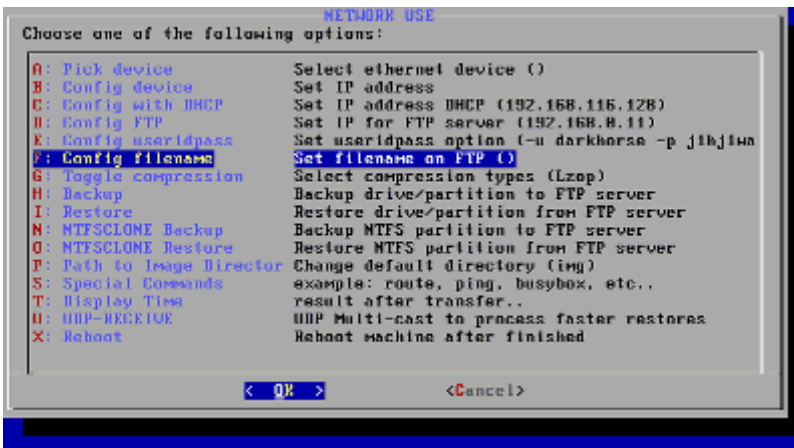 NETWORK USE
Choose one of the following options:
A: Pick device Select ethernet device ()
B: Config device Set IP address
C: Config with DHCP Set IP address DHCP (192.168.116.128)
D: Config FTP Set IP for FTP server (192.168.0.11)
E: Config useridpass Set useridpass option (-u darkhorse -p
F: Config filename Set filename on FTP ()
G: Toggle compression Select compression types (Lzop)
H: Backup Backup drive/partition to FTP server
I: Restore Restore drive/partition from FTP server
N: NTFSCLONE Backup Backup NTFS partition to FTP server
O: NTFSCLONE Restore Restore NTFS partition from FTP server
P: Path to Image Director Change default directory (img)
S: Special Commands example: route, ping, busybox, etc..
T: Display Time result after transfer..
U: UDP-RECEIVE UDP Multi-cast to process faster restores
X: Reboot Reboot machine after finished
< OK > <Cancel>